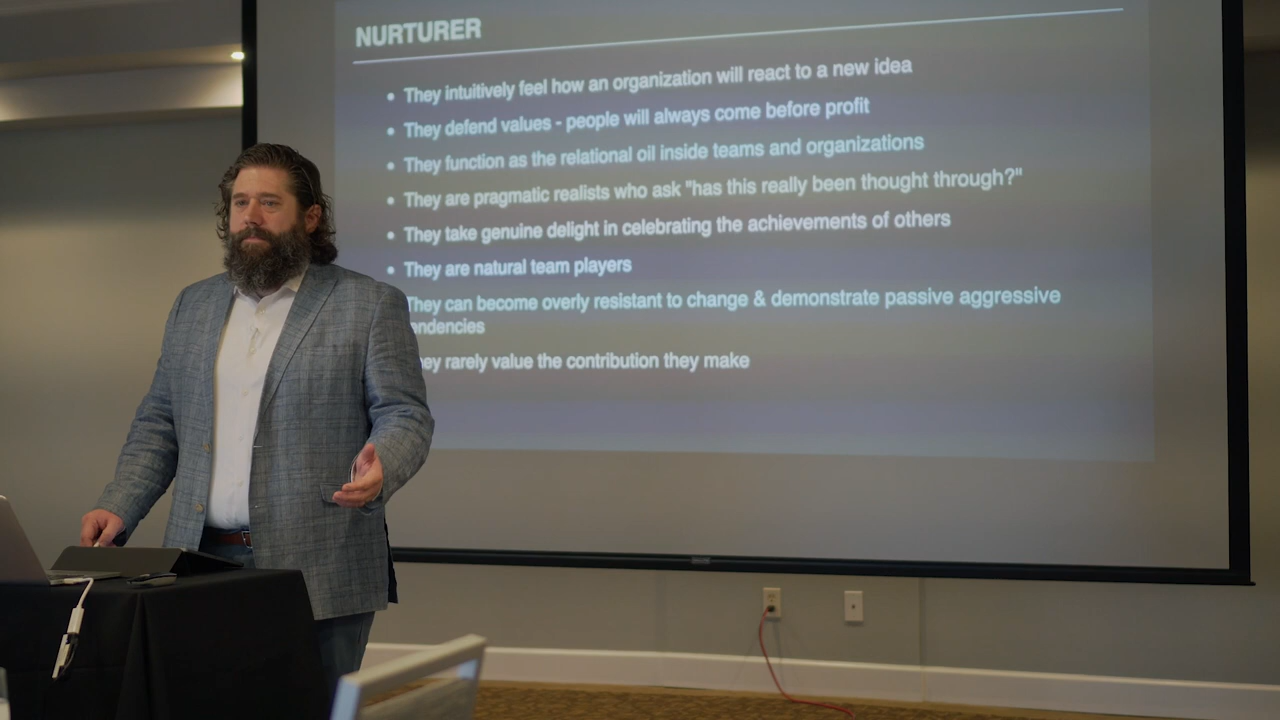 NURTURER
• They intuitively feel how an organization will react to a new idea
• They defend values - people will always come before profit
• They function as the relational oil inside teams and organizations
• They are pragmatic realists who ask "has this really been thought through?"
• They take genuine delight in celebrating the achievements of others
• They are natural team players
They can become overly resistant to change & demonstrate passive aggressive
endencies
ey rarely value the contribution they make